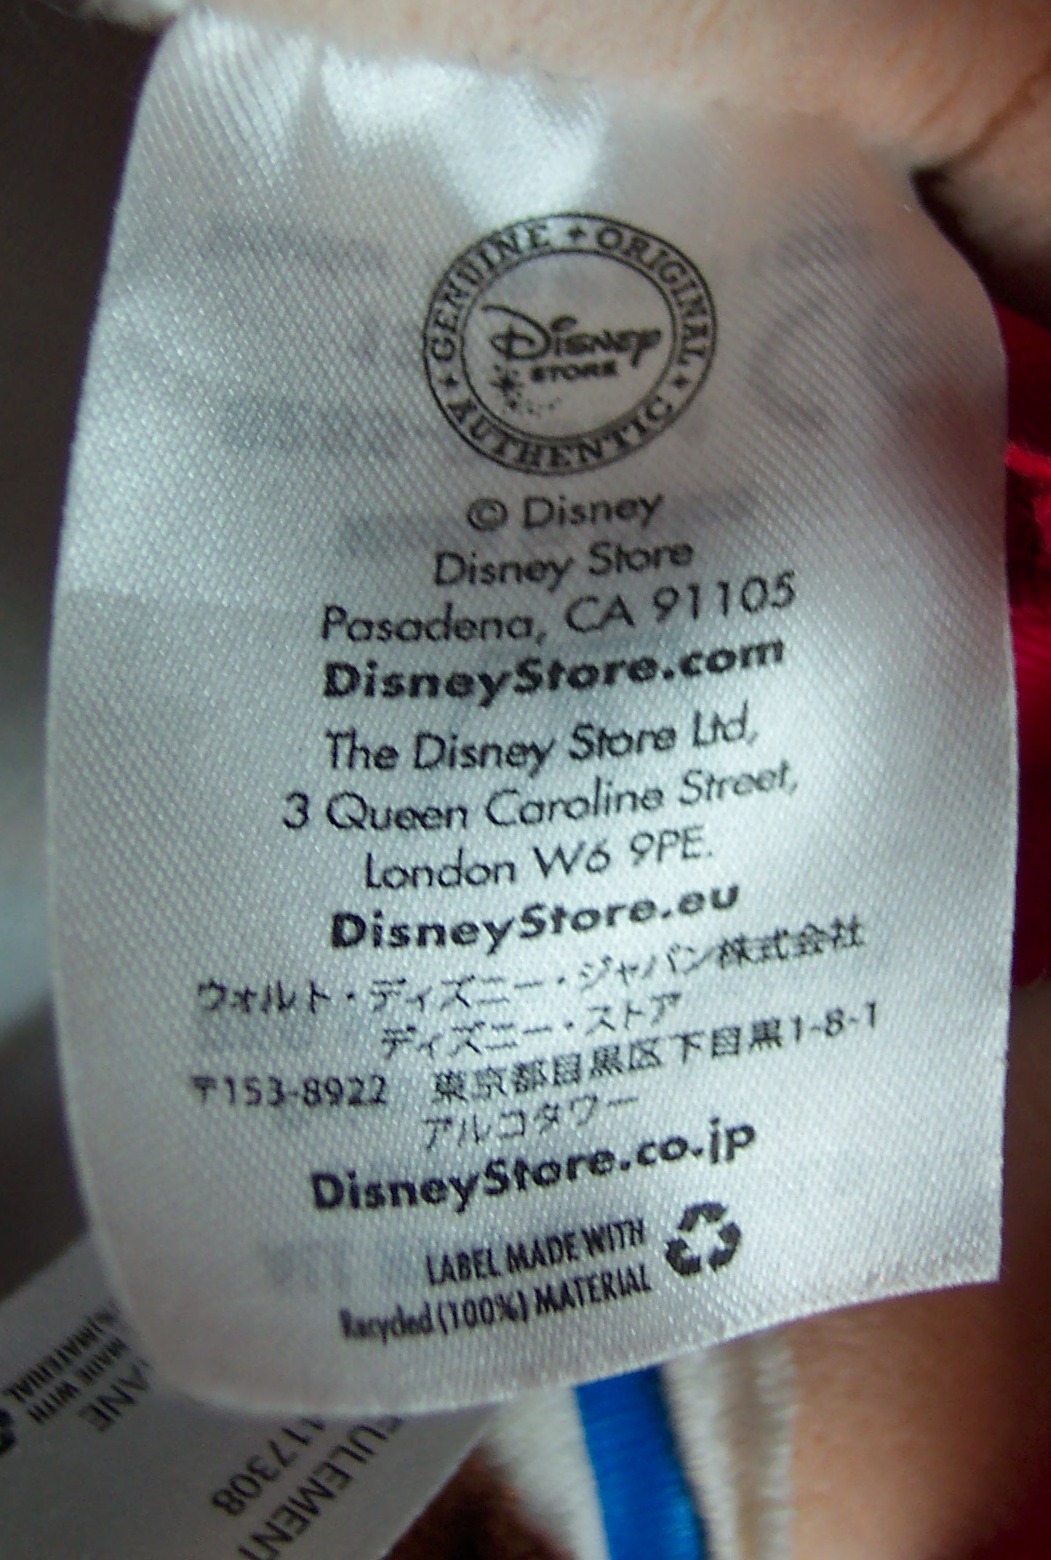 GENUINE ✦ ORIGINAL ✦ AUTHENTIC ✦
Disney
STORE
© Disney
Disney Store
Pasadena, CA 91105
DisneyStore.com
The Disney Store Ltd,
3 Queen Caroline Street,
London W6 9PE.
DisneyStore.eu
ウォルト・ディズニー・ジャパン株式会社
ディズニー・ストア
〒153-8922 東京都目黒区下目黒1-8-1
アルコタワー
DisneyStore.co.jp
LABEL MADE WITH
Recycled (100%) MATERIAL
MADE WITH
MATERIAL
117308